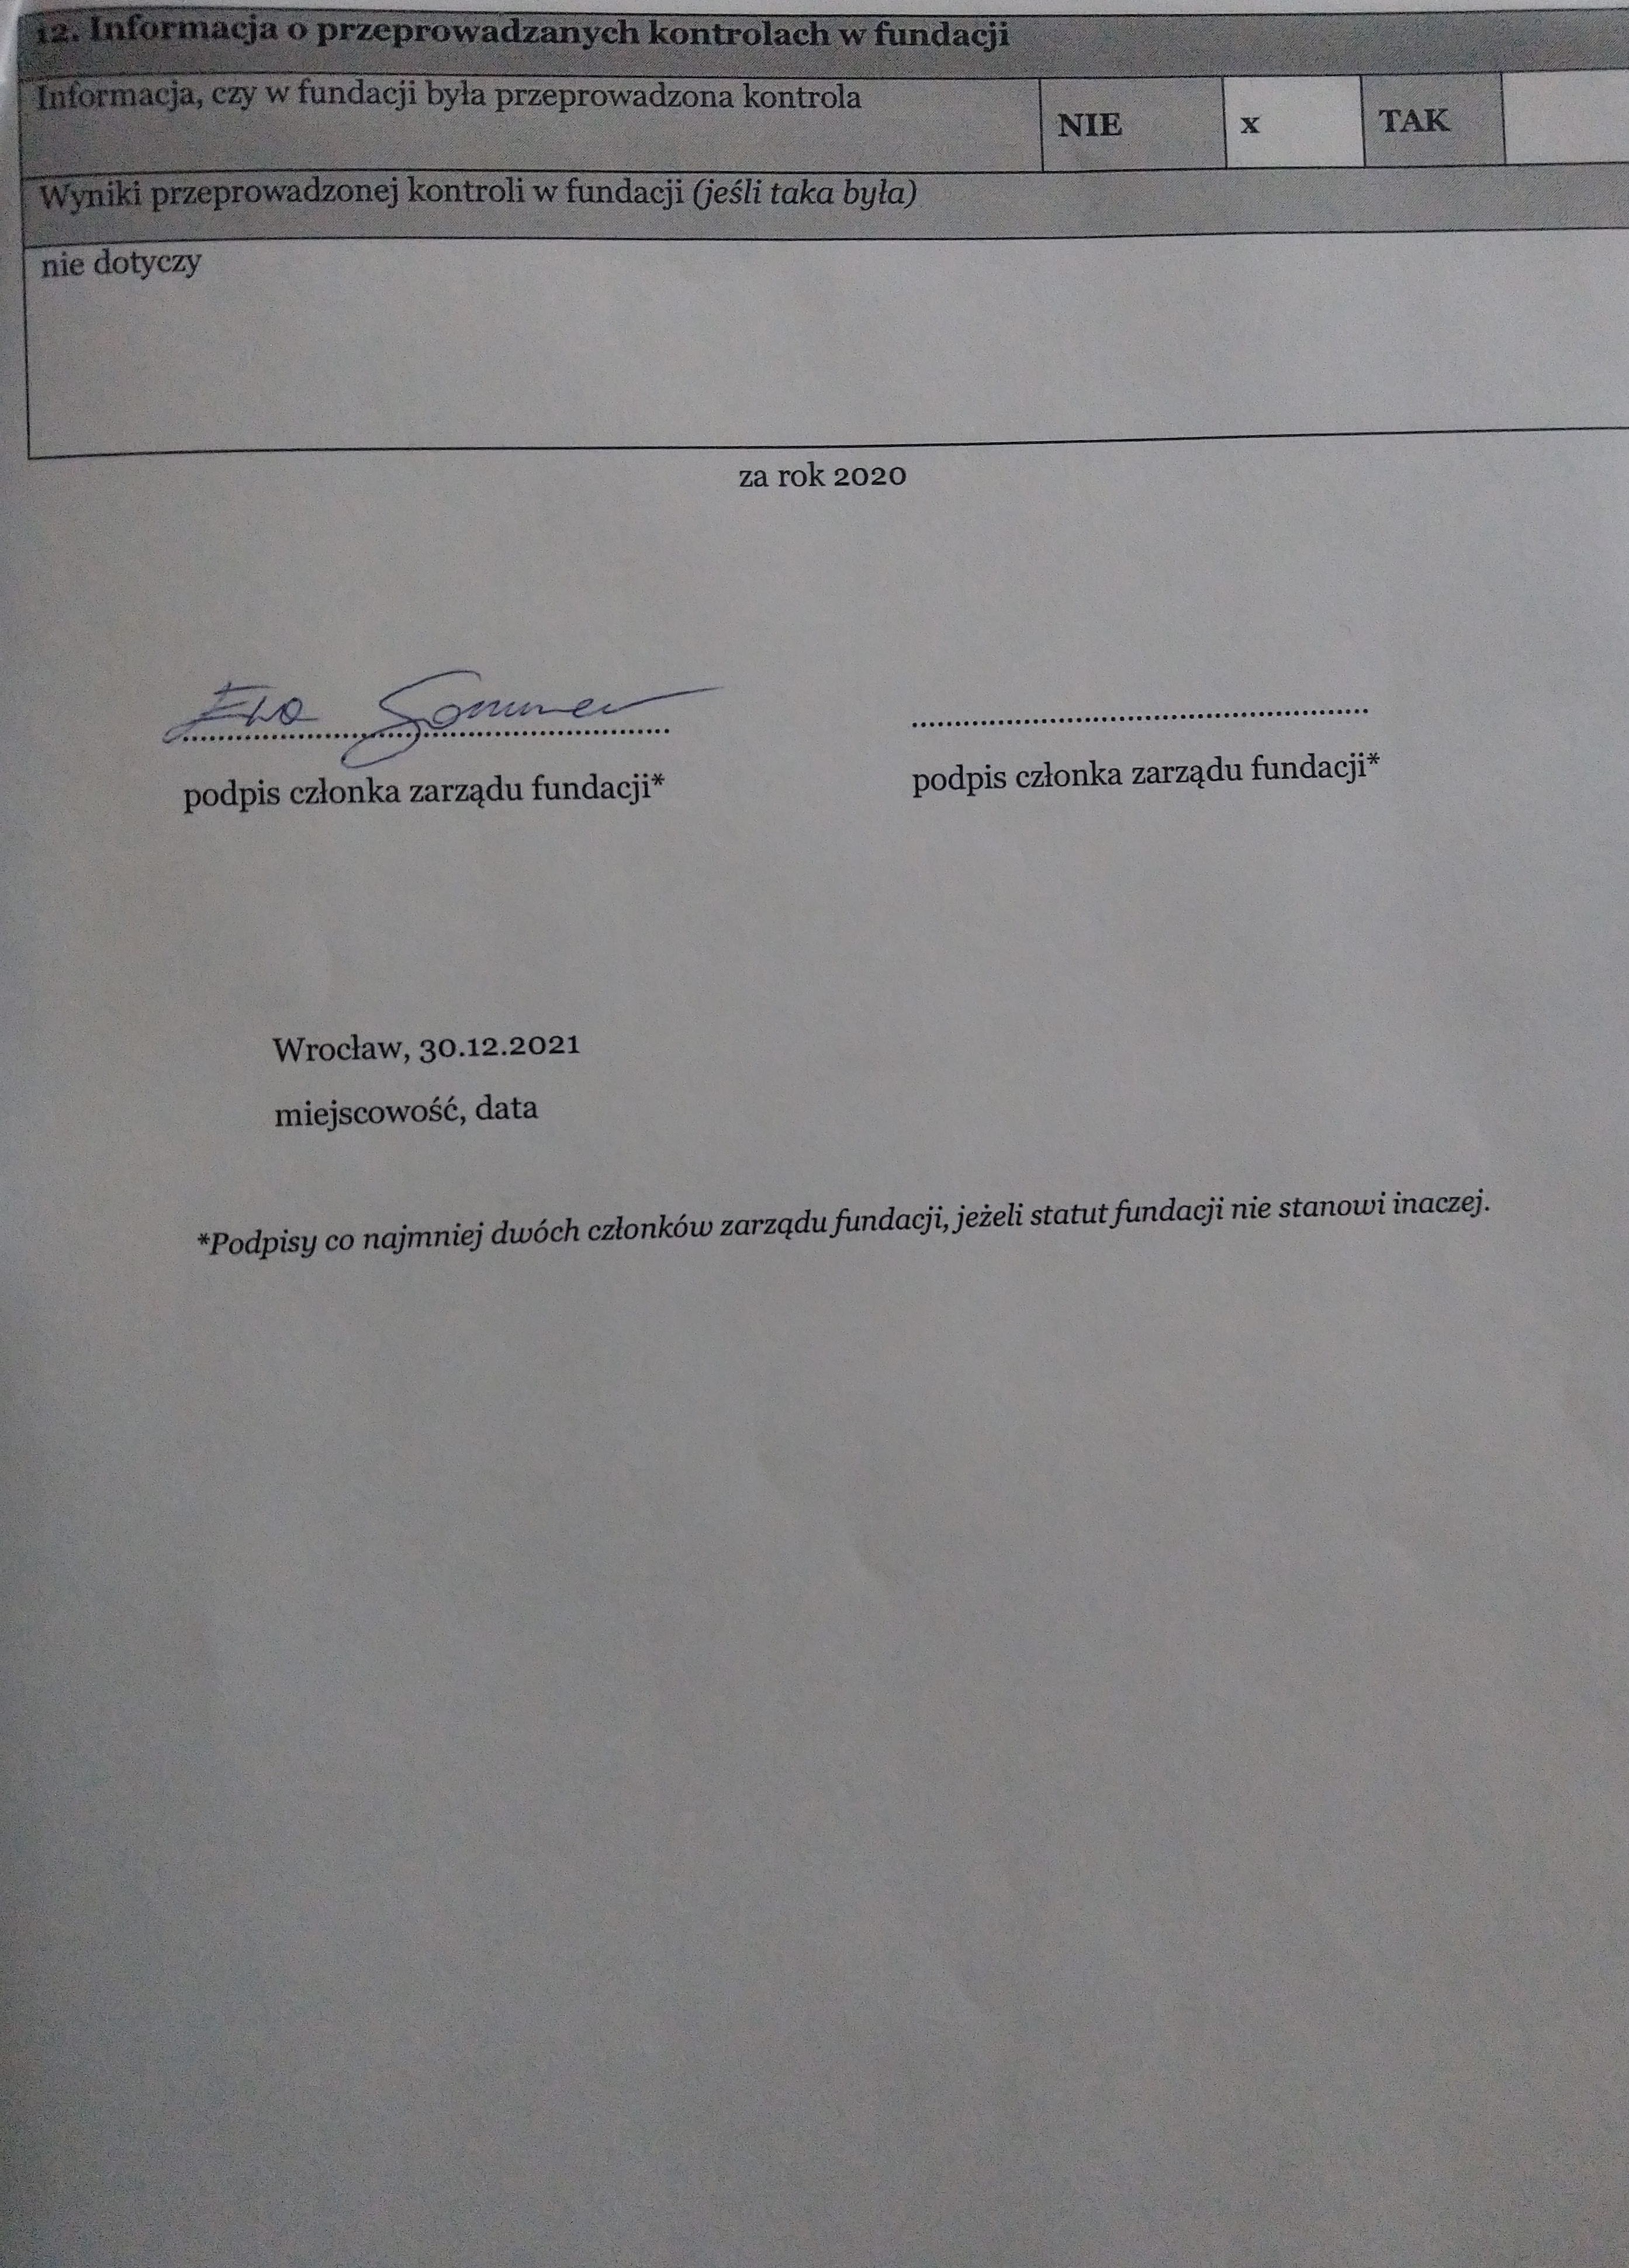 12. Informacja o przeprowadzanych kontrolach w fundacji
Informacja, czy w fundacji była przeprowadzona kontrola
NIE x TAK
Wyniki przeprowadzonej kontroli w fundacji (jeśli taka była)
nie dotyczy
za rok 2020
Ewa Sommer
podpis członka zarządu fundacji*
podpis członka zarządu fundacji*
Wrocław, 30.12.2021
miejscowość, data
*Podpisy co najmniej dwóch członków zarządu fundacji, jeżeli statut fundacji nie stanowi inaczej.